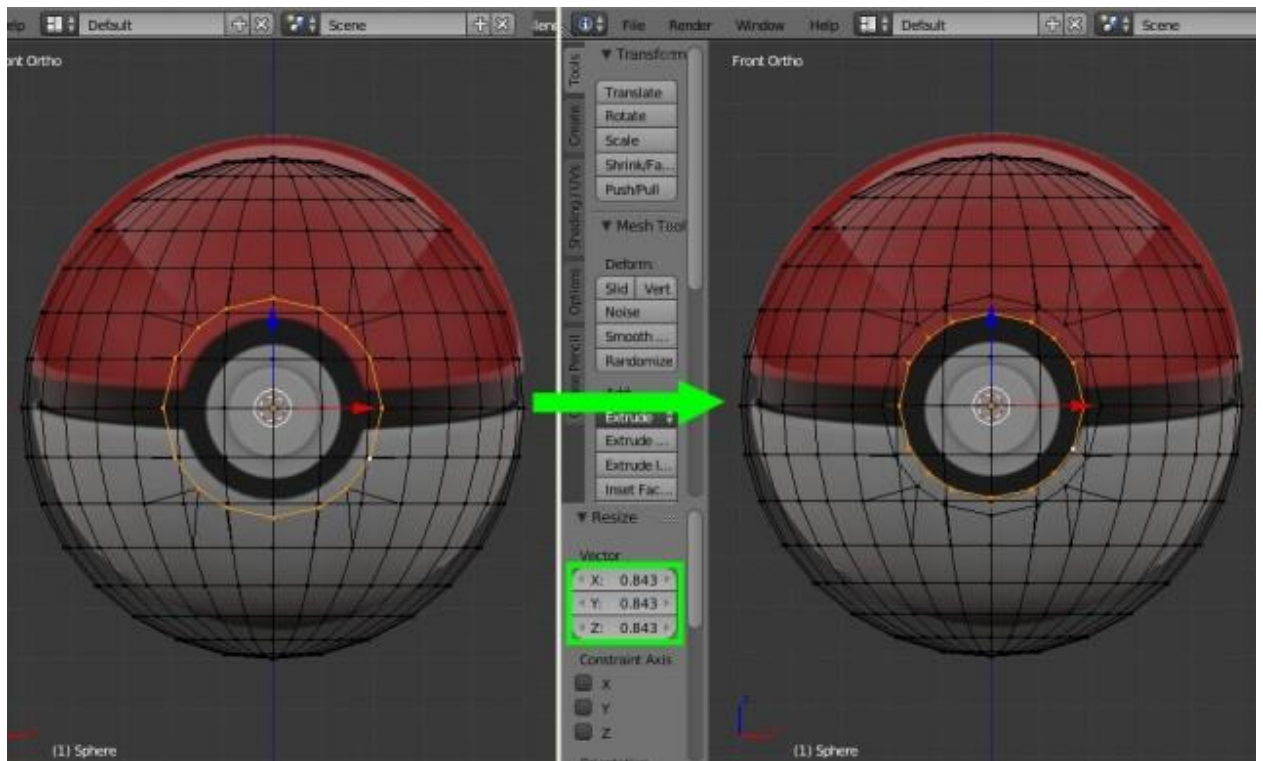 elp Default Scene
File Render Window Help Default Scene
ont Ortho
Front Ortho
Tools
Create
Shading / UVs
Options
Transform
Translate
Rotate
Scale
Shrink/Fa...
Push/Pull
Mesh Tool
Deform:
Slid Vert
Noise
Smooth ...
Randomize
Extrude
Extrude ...
Extrude I...
Inset Fac...
Resize
Vector
X: 0.843
Y: 0.843
Z: 0.843
Constraint Axis
X
Y
Z
(1) Sphere
(1) Sphere